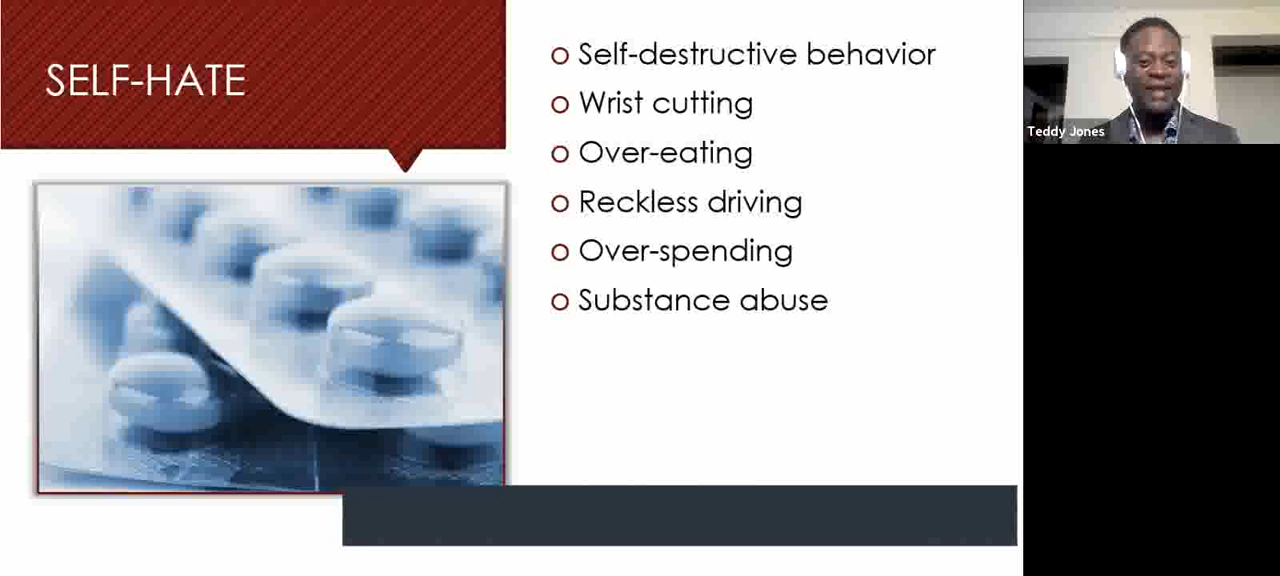 SELF-HATE
Self-destructive behavior
Wrist cutting
Over-eating
Reckless driving
Over-spending
Substance abuse
Teddy Jones